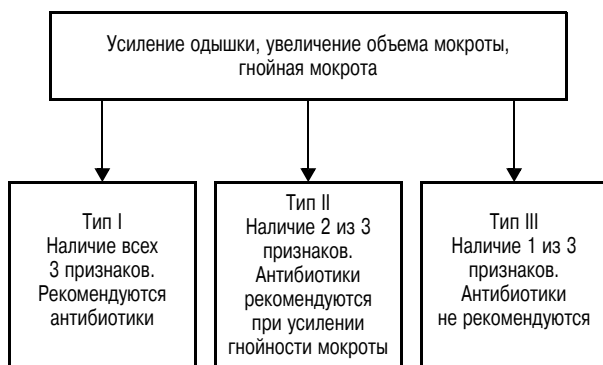 Усиление одышки, увеличение объема мокроты,
гнойная мокрота
Тип I
Наличие всех
3 признаков.
Рекомендуются
антибиотики
Тип II
Наличие 2 из 3
признаков.
Антибиотики
рекомендуются
при усилении
гнойности мокроты
Тип III
Наличие 1 из 3
признаков.
Антибиотики
не рекомендуются